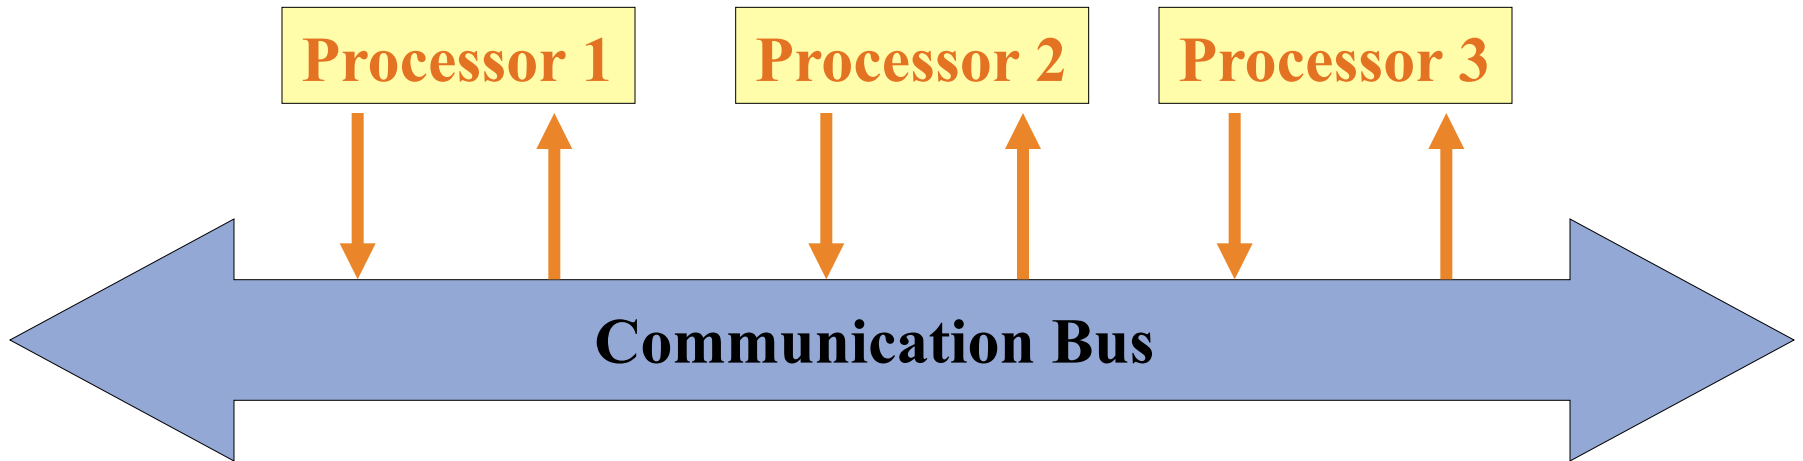 Processor 1
Processor 2
Processor 3
Communication Bus